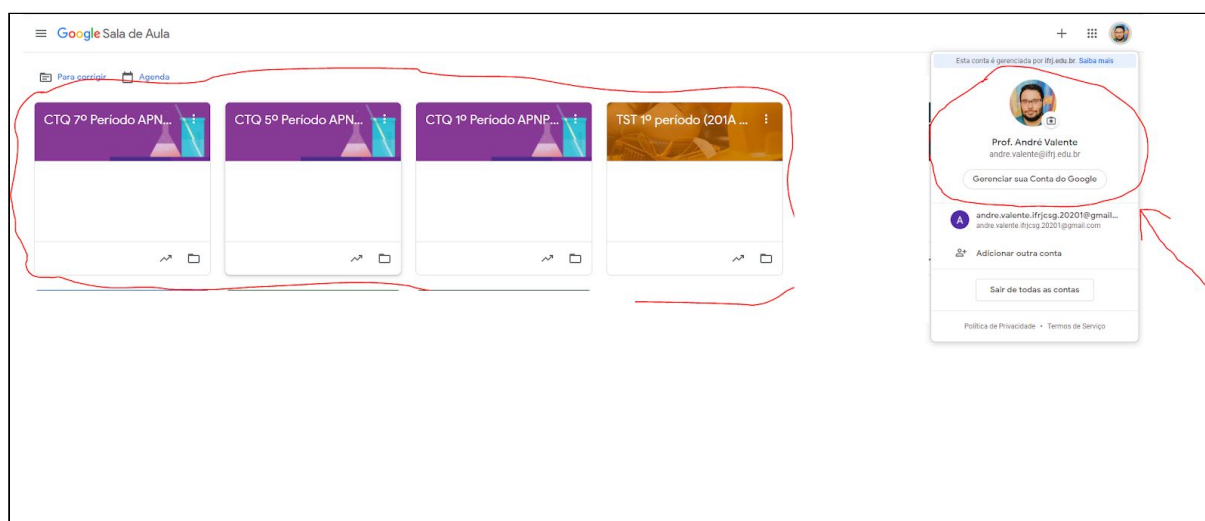 Google Sala de Aula
Para corrigir Agenda
CTQ 7º Período APN...
CTQ 5º Período APN...
CTQ 1º Período APNP...
TST 1º período (201A ...
Esta conta é gerenciada por ifrj.edu.br. Saiba mais
Prof. André Valente
andre.valente@ifrj.edu.br
Gerenciar sua Conta do Google
A
andre.valente.ifrjcsg.20201@gmail...
andre.valente.ifrjcsg.20201@gmail.com
Adicionar outra conta
Sair de todas as contas
Política de Privacidade • Termos de Serviço